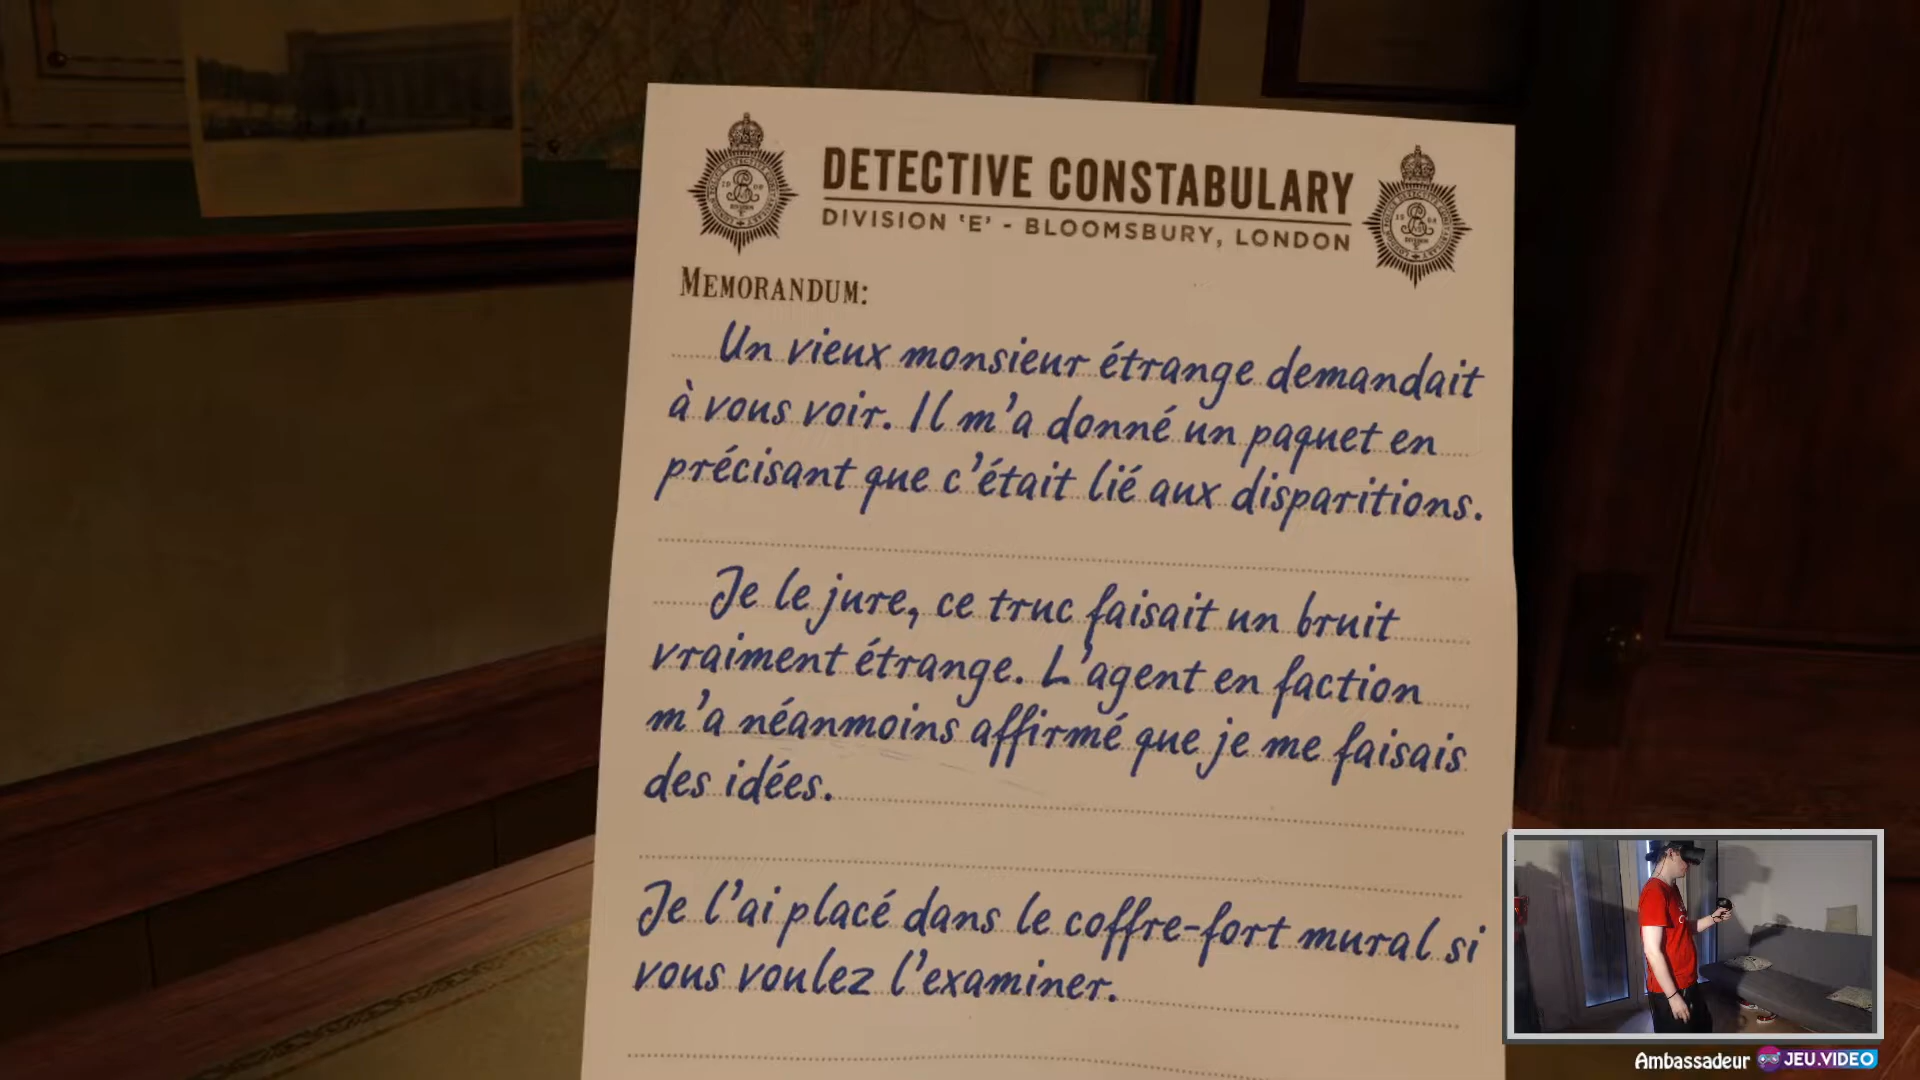 DETECTIVE CONSTABULARY
DIVISION 'E' - BLOOMSBURY, LONDON
MEMORANDUM:
Un vieux monsieur étrange demandait
à vous voir. Il m'a donné un paquet en
précisant que c'était lié aux disparitions.
Je le jure, ce truc faisait un bruit
vraiment étrange. L'agent en faction
m'a néanmoins affirmé que je me faisais
des idées.
Je l'ai placé dans le coffre-fort mural si
vous voulez l'examiner.
Ambassadeur JEU.VIDEO